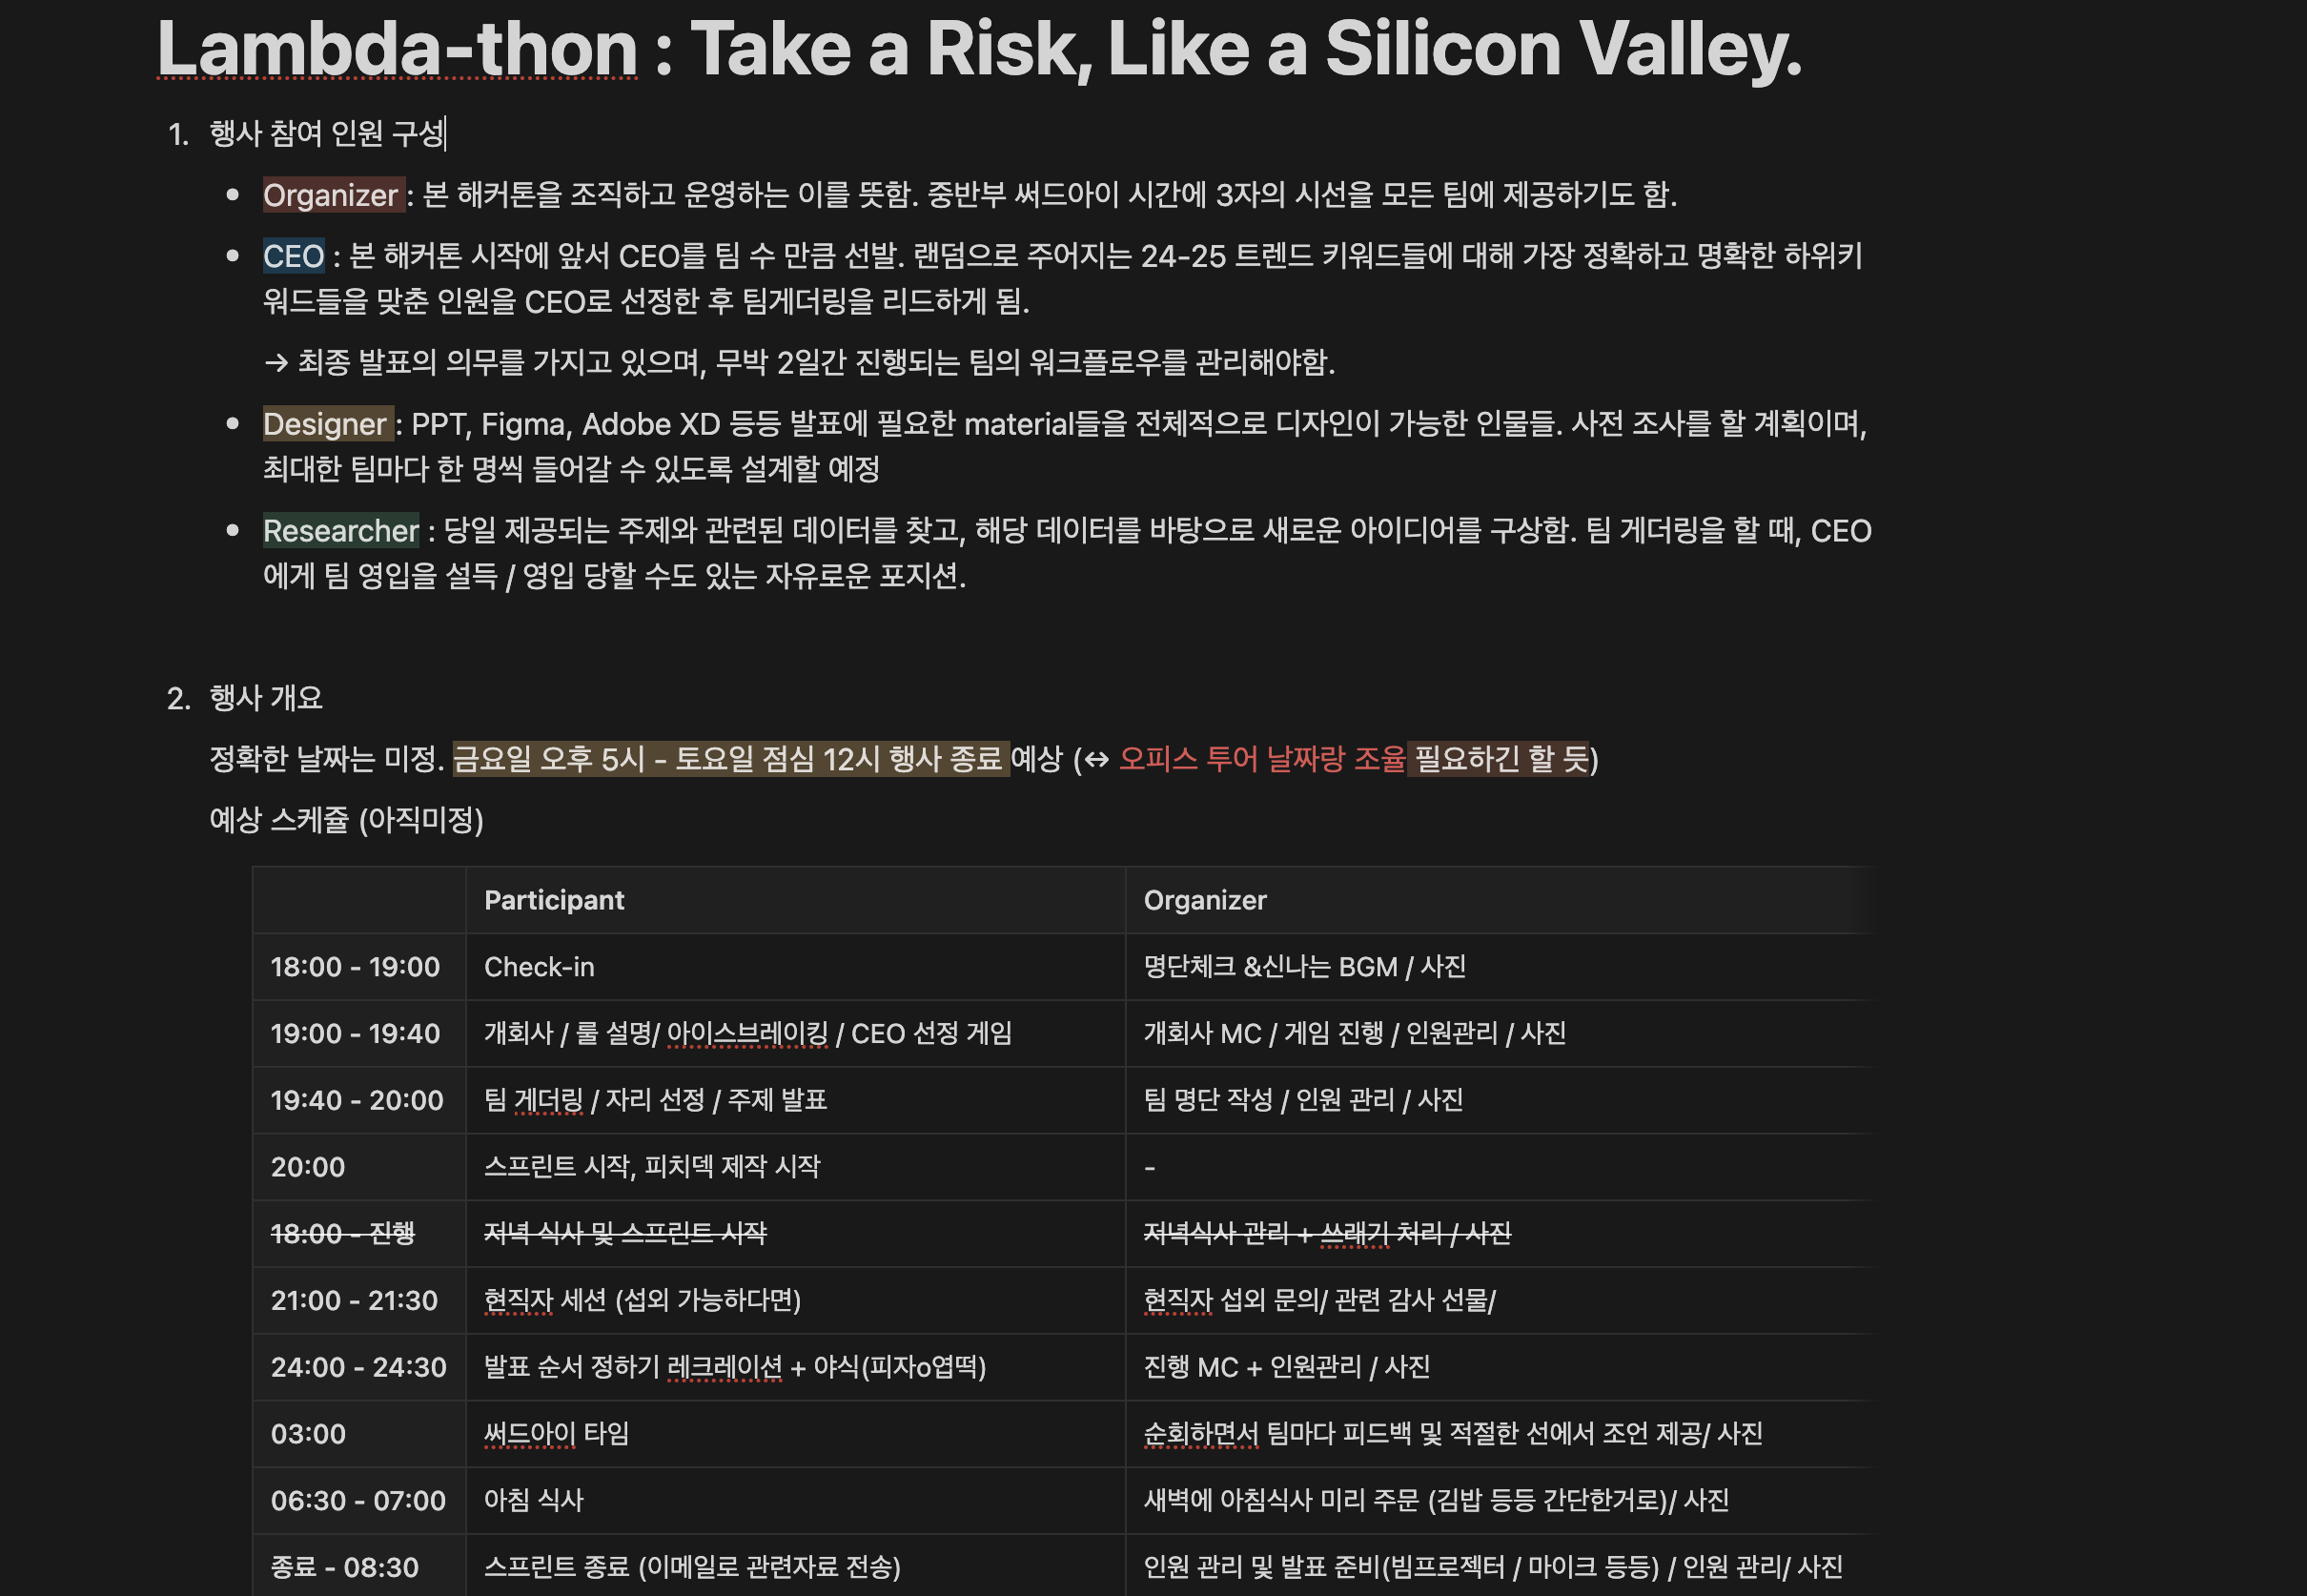 Lambda-thon : Take a Risk, Like a Silicon Valley.
1. 행사 참여 인원 구성
• Organizer : 본 해커톤을 조직하고 운영하는 이를 뜻함. 중반부 써드아이 시간에 3자의 시선을 모든 팀에 제공하기도 함.
• CEO : 본 해커톤 시작에 앞서 CEO를 팀 수 만큼 선발. 랜덤으로 주어지는 24-25 트렌드 키워드들에 대해 가장 정확하고 명확한 하위키
워드들을 맞춘 인원을 CEO로 선정한 후 팀게더링을 리드하게 됨.
→ 최종 발표의 의무를 가지고 있으며, 무박 2일간 진행되는 팀의 워크플로우를 관리해야함.
• Designer : PPT, Figma, Adobe XD 등등 발표에 필요한 material들을 전체적으로 디자인이 가능한 인물들. 사전 조사를 할 계획이며,
최대한 팀마다 한 명씩 들어갈 수 있도록 설계할 예정
• Researcher : 당일 제공되는 주제와 관련된 데이터를 찾고, 해당 데이터를 바탕으로 새로운 아이디어를 구상함. 팀 게더링을 할 때, CEO
에게 팀 영입을 설득 / 영입 당할 수도 있는 자유로운 포지션.
2. 행사 개요
정확한 날짜는 미정. 금요일 오후 5시 - 토요일 점심 12시 행사 종료 예상 (↔ 오피스 투어 날짜랑 조율 필요하긴 할 듯)
예상 스케쥴 (아직미정)
Participant Organizer
18:00 - 19:00 Check-in 명단체크 &신나는 BGM / 사진
19:00 - 19:40 개회사 / 룰 설명/ 아이스브레이킹 / CEO 선정 게임 개회사 MC / 게임 진행 / 인원관리 / 사진
19:40 - 20:00 팀 게더링 / 자리 선정 / 주제 발표 팀 명단 작성 / 인원 관리 / 사진
20:00 스프린트 시작, 피치덱 제작 시작 -
18:00 - 진행 저녁 식사 및 스프린트 시작 저녁식사 관리 + 쓰래기 처리 / 사진
21:00 - 21:30 현직자 세션 (섭외 가능하다면) 현직자 섭외 문의/ 관련 감사 선물/
24:00 - 24:30 발표 순서 정하기 레크레이션 + 야식(피자o엽떡) 진행 MC + 인원관리 / 사진
03:00 써드아이 타임 순회하면서 팀마다 피드백 및 적절한 선에서 조언 제공/ 사진
06:30 - 07:00 아침 식사 새벽에 아침식사 미리 주문 (김밥 등등 간단한거로)/ 사진
종료 - 08:30 스프린트 종료 (이메일로 관련자료 전송) 인원 관리 및 발표 준비(빔프로젝터 / 마이크 등등) / 인원 관리/ 사진